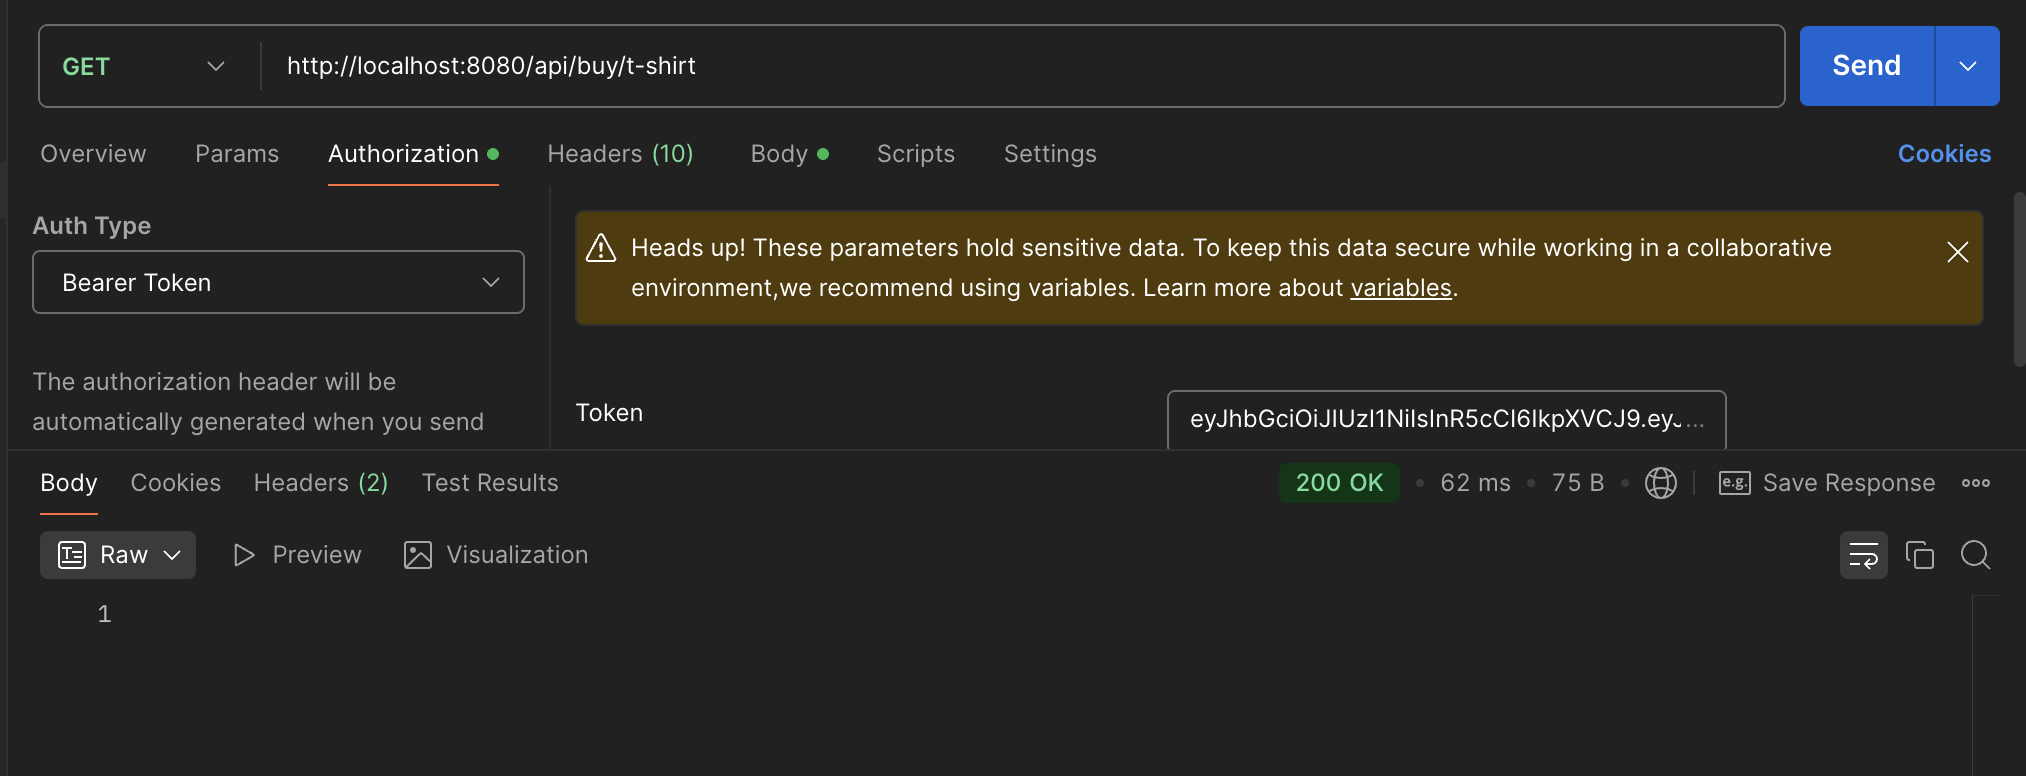 GET http://localhost:8080/api/buy/t-shirt Send
Overview Params Authorization Headers (10) Body Scripts Settings Cookies
Auth Type
Bearer Token
The authorization header will be
automatically generated when you send
Heads up! These parameters hold sensitive data. To keep this data secure while working in a collaborative
environment,we recommend using variables. Learn more about variables.
Token eyJhbGciOiJIUzI1NiIsInR5cCI6IkpXVCJ9.eyJ...
Body Cookies Headers (2) Test Results 200 OK • 62 ms • 75 B • e.g. Save Response
Raw Preview Visualization
1